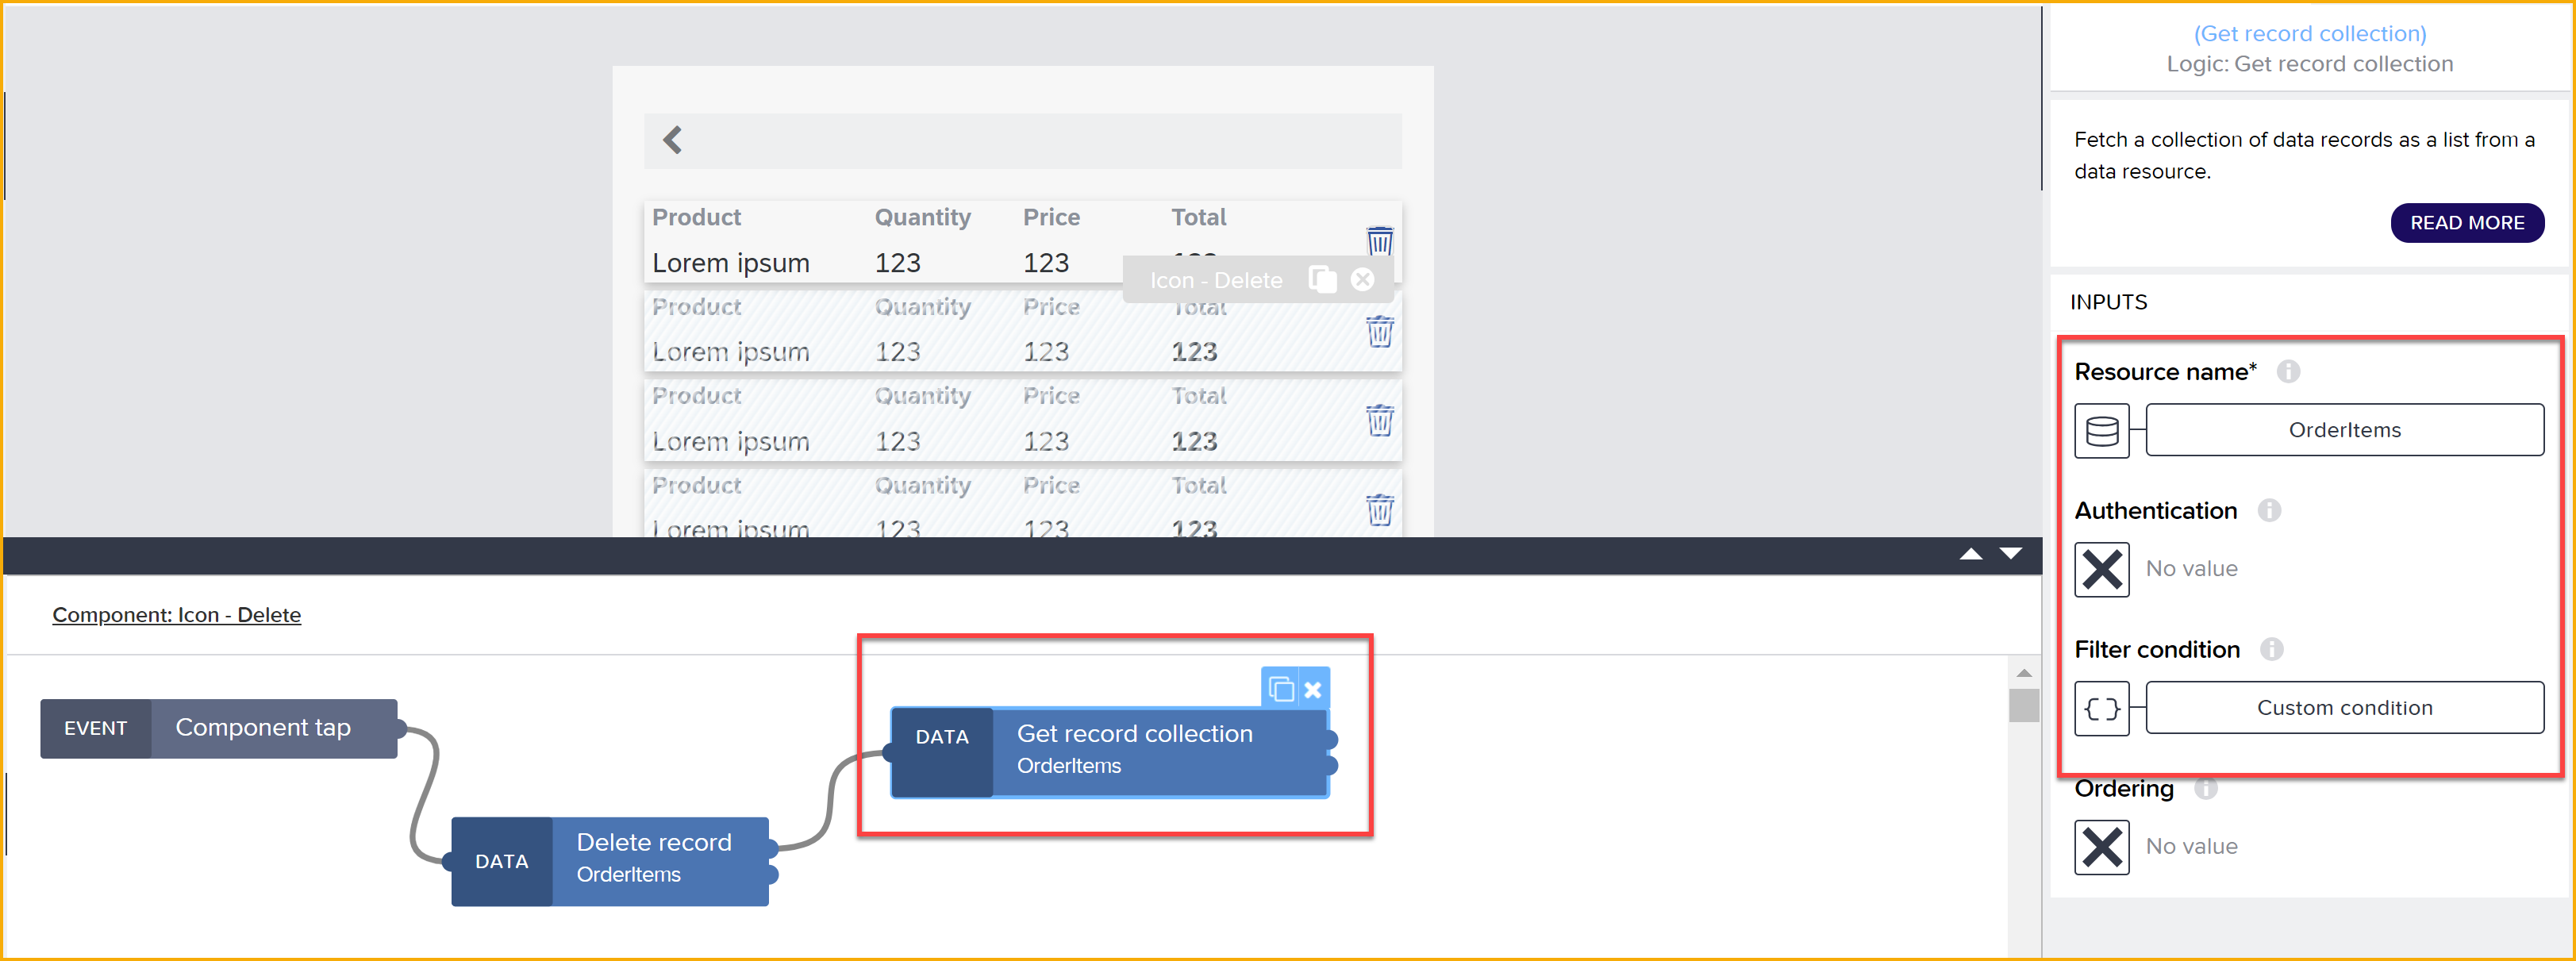 Product Quantity Price Total
Lorem ipsum 123 123
Icon - Delete
Product Quantity Price Total
Lorem ipsum 123 123 123
Product Quantity Price Total
Lorem ipsum 123 123 123
Product Quantity Price Total
Lorem ipsum 123 123 123
Component: Icon - Delete
EVENT Component tap
DATA Delete record
OrderItems
DATA Get record collection
OrderItems
(Get record collection)
Logic: Get record collection
Fetch a collection of data records as a list from a
data resource.
READ MORE
INPUTS
Resource name*
OrderItems
Authentication
No value
Filter condition
Custom condition
Ordering
No value